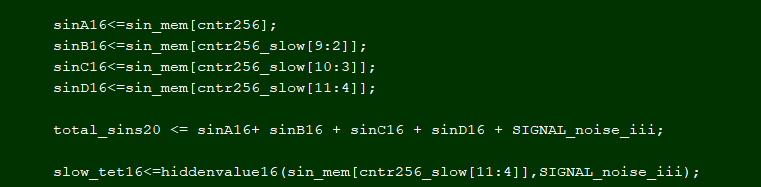 sinA16<=sin_mem[cntr256];
sinB16<=sin_mem[cntr256_slow[9:2]];
sinC16<=sin_mem[cntr256_slow[10:3]];
sinD16<=sin_mem[cntr256_slow[11:4]];
total_sins20 <= sinA16+ sinB16 + sinC16 + sinD16 + SIGNAL_noise_iii;
slow_tet16<=hiddenvalue16(sin_mem[cntr256_slow[11:4]],SIGNAL_noise_iii);